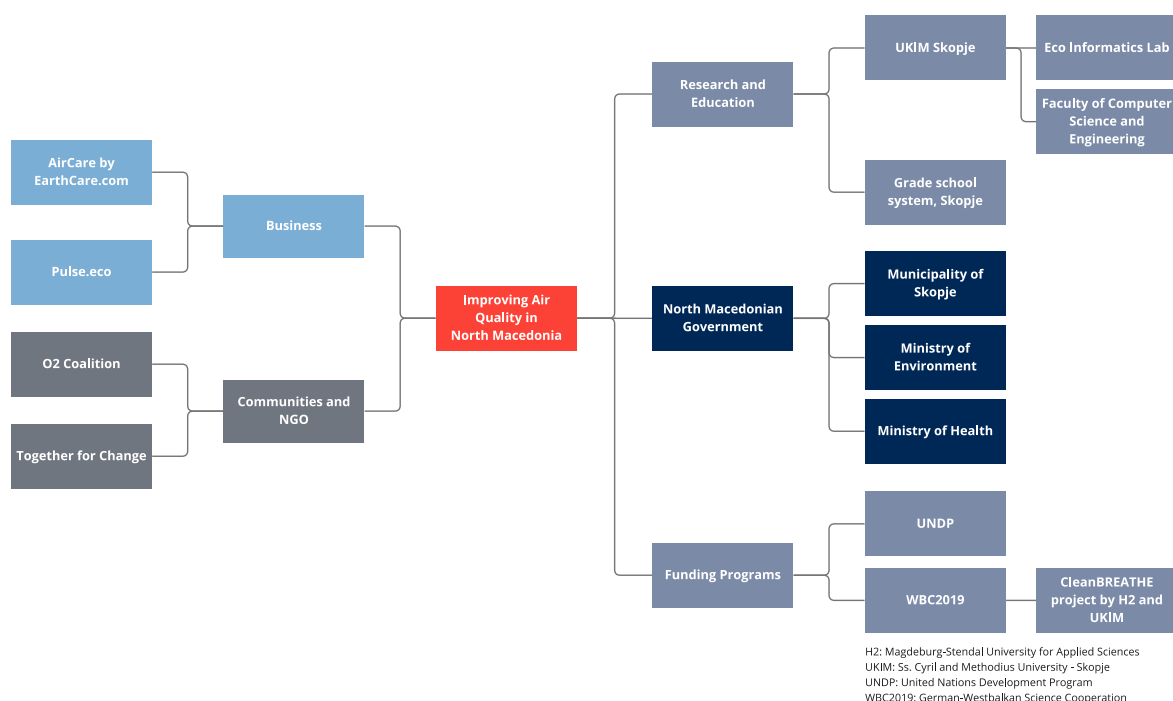 AirCare by
EarthCare.com
Pulse.eco
Business
O2 Coalition
Together for Change
Communities and
NGO
Improving Air
Quality in
North Macedonia
Research and
Education
UKIM Skopje
Eco Informatics Lab
Faculty of Computer
Science and
Engineering
Grade school
system, Skopje
North Macedonian
Government
Municipality of
Skopje
Ministry of
Environment
Ministry of Health
Funding Programs
UNDP
WBC2019
CleanBREATHE
project by H2 and
UKIM
H2: Magdeburg-Stendal University for Applied Sciences
UKIM: Ss. Cyril and Methodius University - Skopje
UNDP: United Nations Development Program
WBC2019: German-Westbalkan Science Cooperation